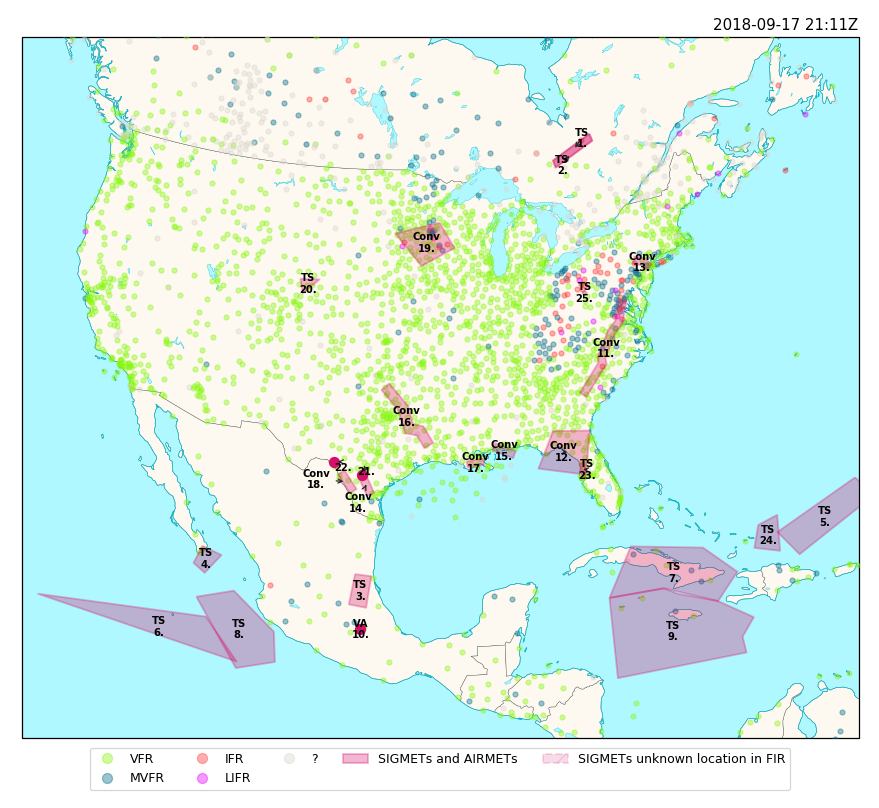 2018-09-17 21:11Z
TS
1.
TS
2.
Conv
19.
Conv
13.
TS
20.
TS
25.
Conv
11.
Conv
16.
Conv
12.
Conv
15.
Conv
17.
TS
23.
22.
21.
Conv
18.
Conv
14.
TS
5.
TS
24.
TS
4.
TS
7.
TS
3.
TS
6.
TS
8.
VA
10.
TS
9.
VFR
IFR
?
SIGMETs and AIRMETs
SIGMETs unknown location in FIR
MVFR
LIFR